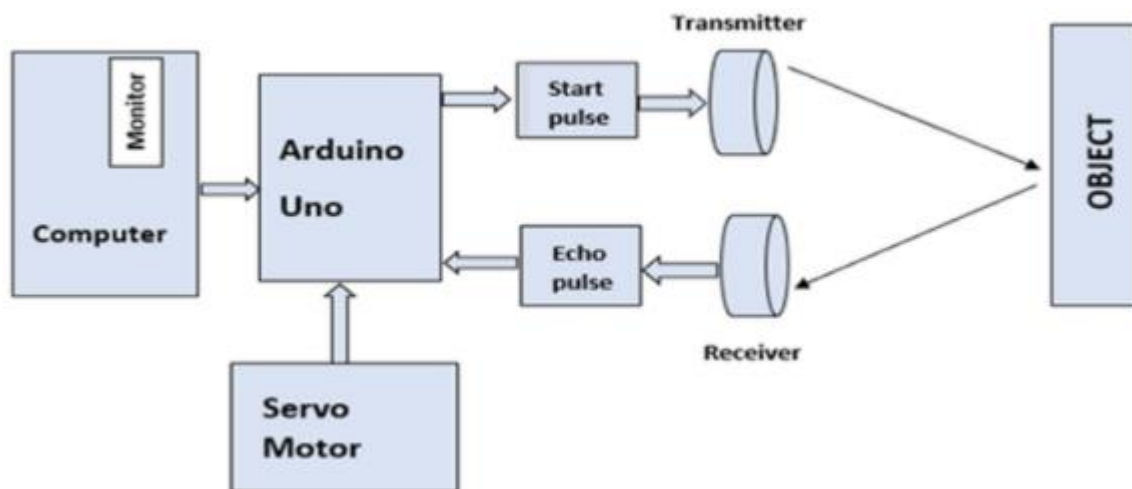 Monitor
Computer
Arduino
Uno
Start
pulse
Transmitter
Echo
pulse
Receiver
OBJECT
Servo
Motor